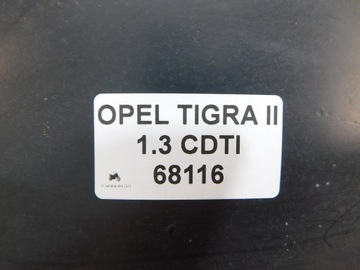 OPEL TIGRA II
1.3 CDTI
68116